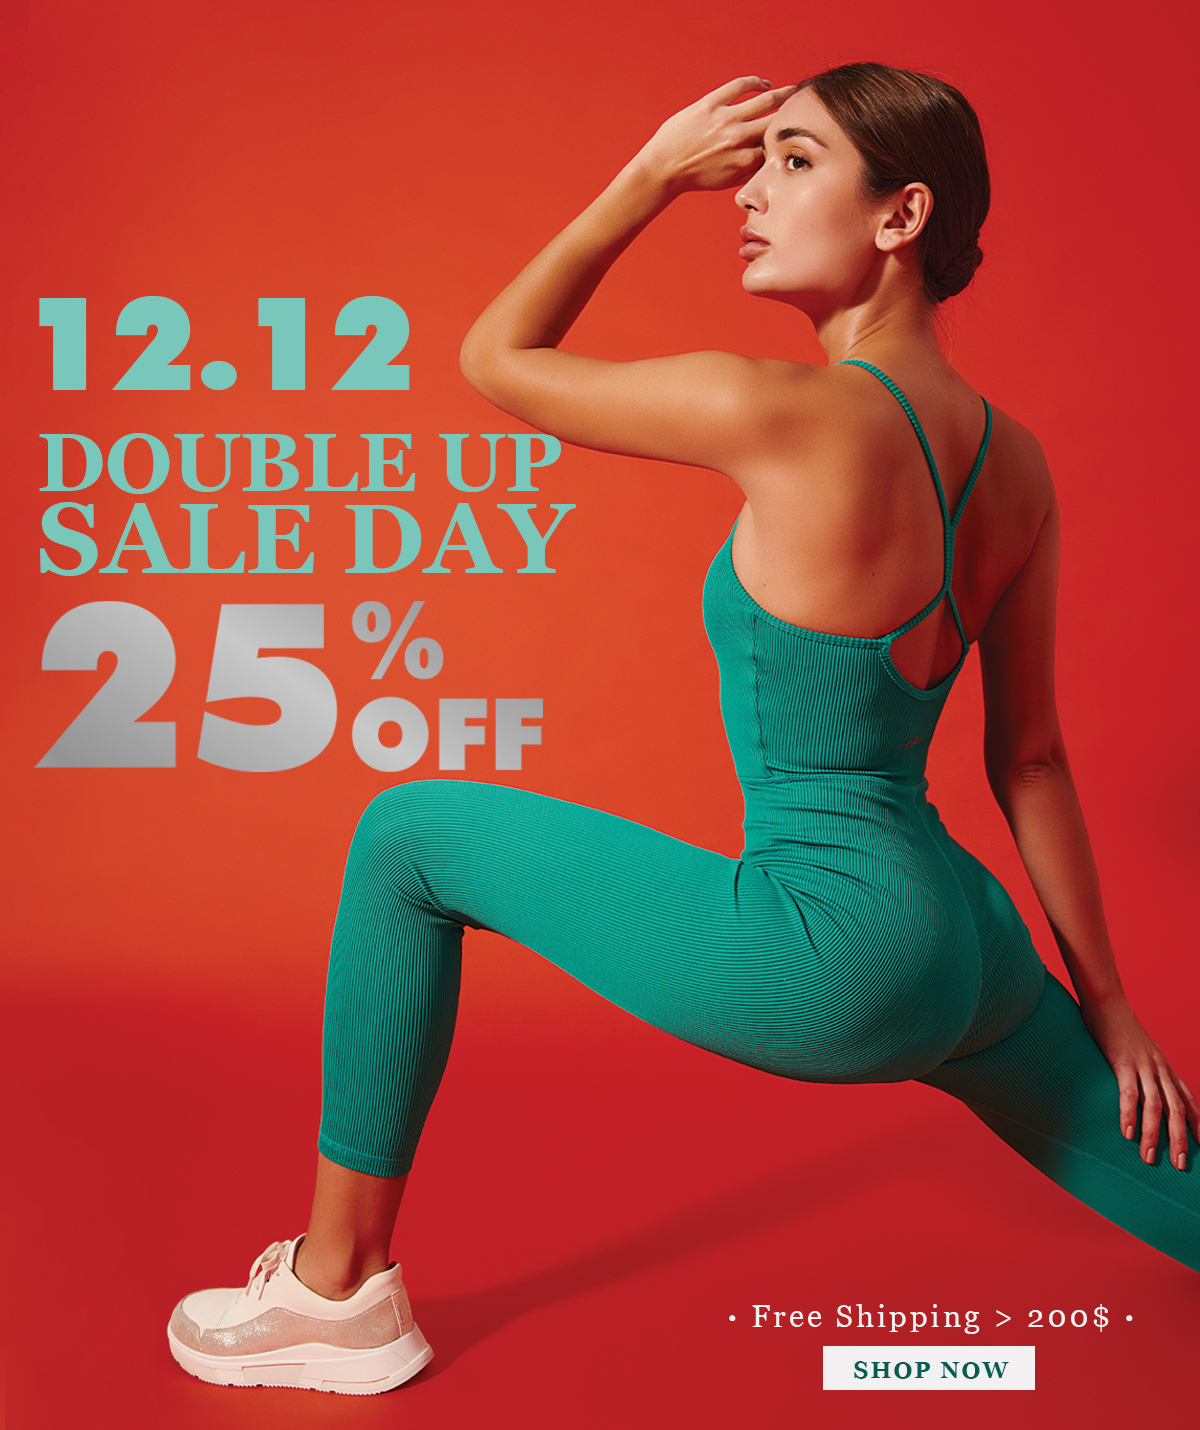 12.12
DOUBLE UP
SALE DAY
25%
OFF
· Free Shipping > 200$ ·
SHOP NOW